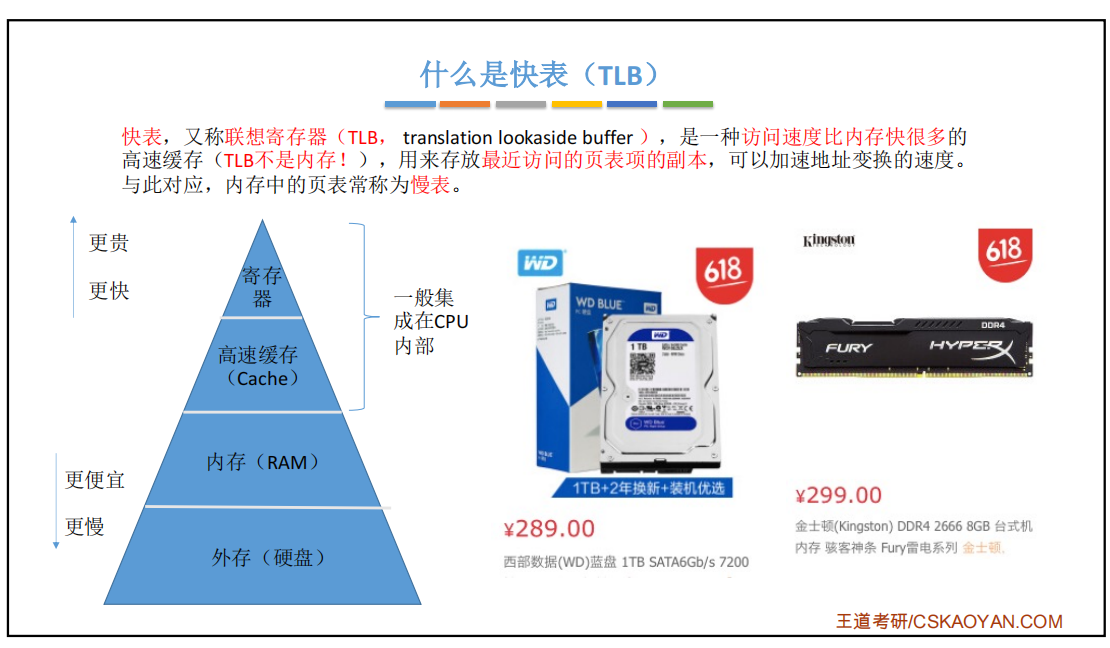 什么是快表（TLB）
快表，又称联想寄存器（TLB， translation lookaside buffer ），是一种访问速度比内存快很多的
高速缓存（TLB不是内存！），用来存放最近访问的页表项的副本，可以加速地址变换的速度。
与此对应，内存中的页表常称为慢表。
更贵
更快
寄存
器
高速缓存
（Cache）
一般集
成在CPU
内部
内存（RAM）
更便宜
更慢
外存（硬盘）
WD
618
WD BLUE
WD
1 TB
WD Blue
WD BLUE
1TB+2年换新+装机优选
¥289.00
西部数据(WD)蓝盘 1TB SATA6Gb/s 7200
Kingston
618
DDR4
FURY
HYPERX
¥299.00
金士顿(Kingston) DDR4 2666 8GB 台式机
内存 骇客神条 Fury雷电系列 金士顿,
王道考研/CSKAOYAN.COM